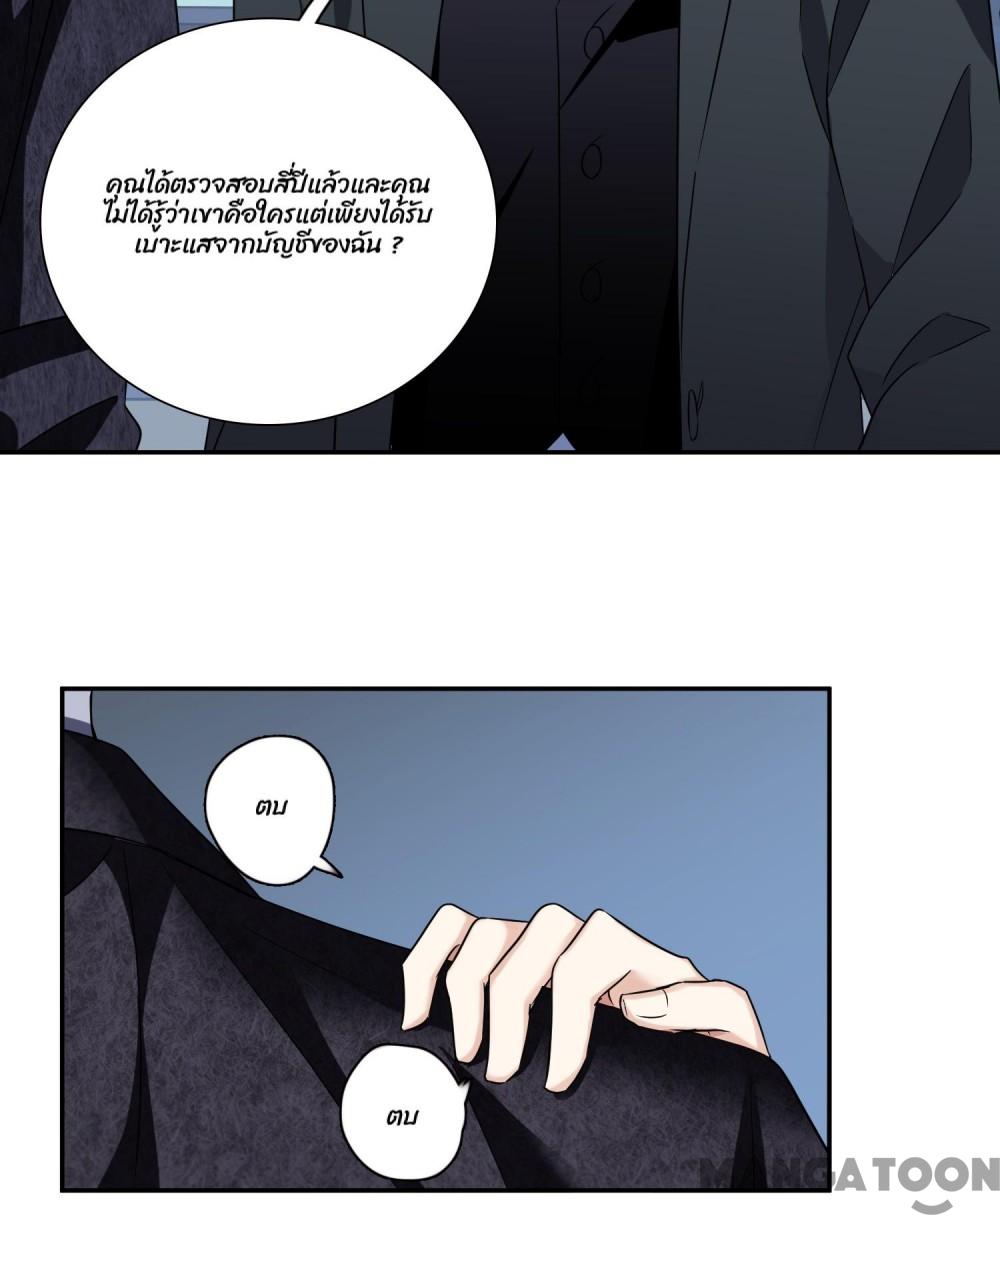 คุณได้ตรวจสอบสี่ปีแล้วและคุณ
ไม่ได้รู้ว่าเขาคือใครแต่เพียงได้รับ
เบาะแสจากบัญชีของฉัน ?
ตบ
ตบ
MANGATOON